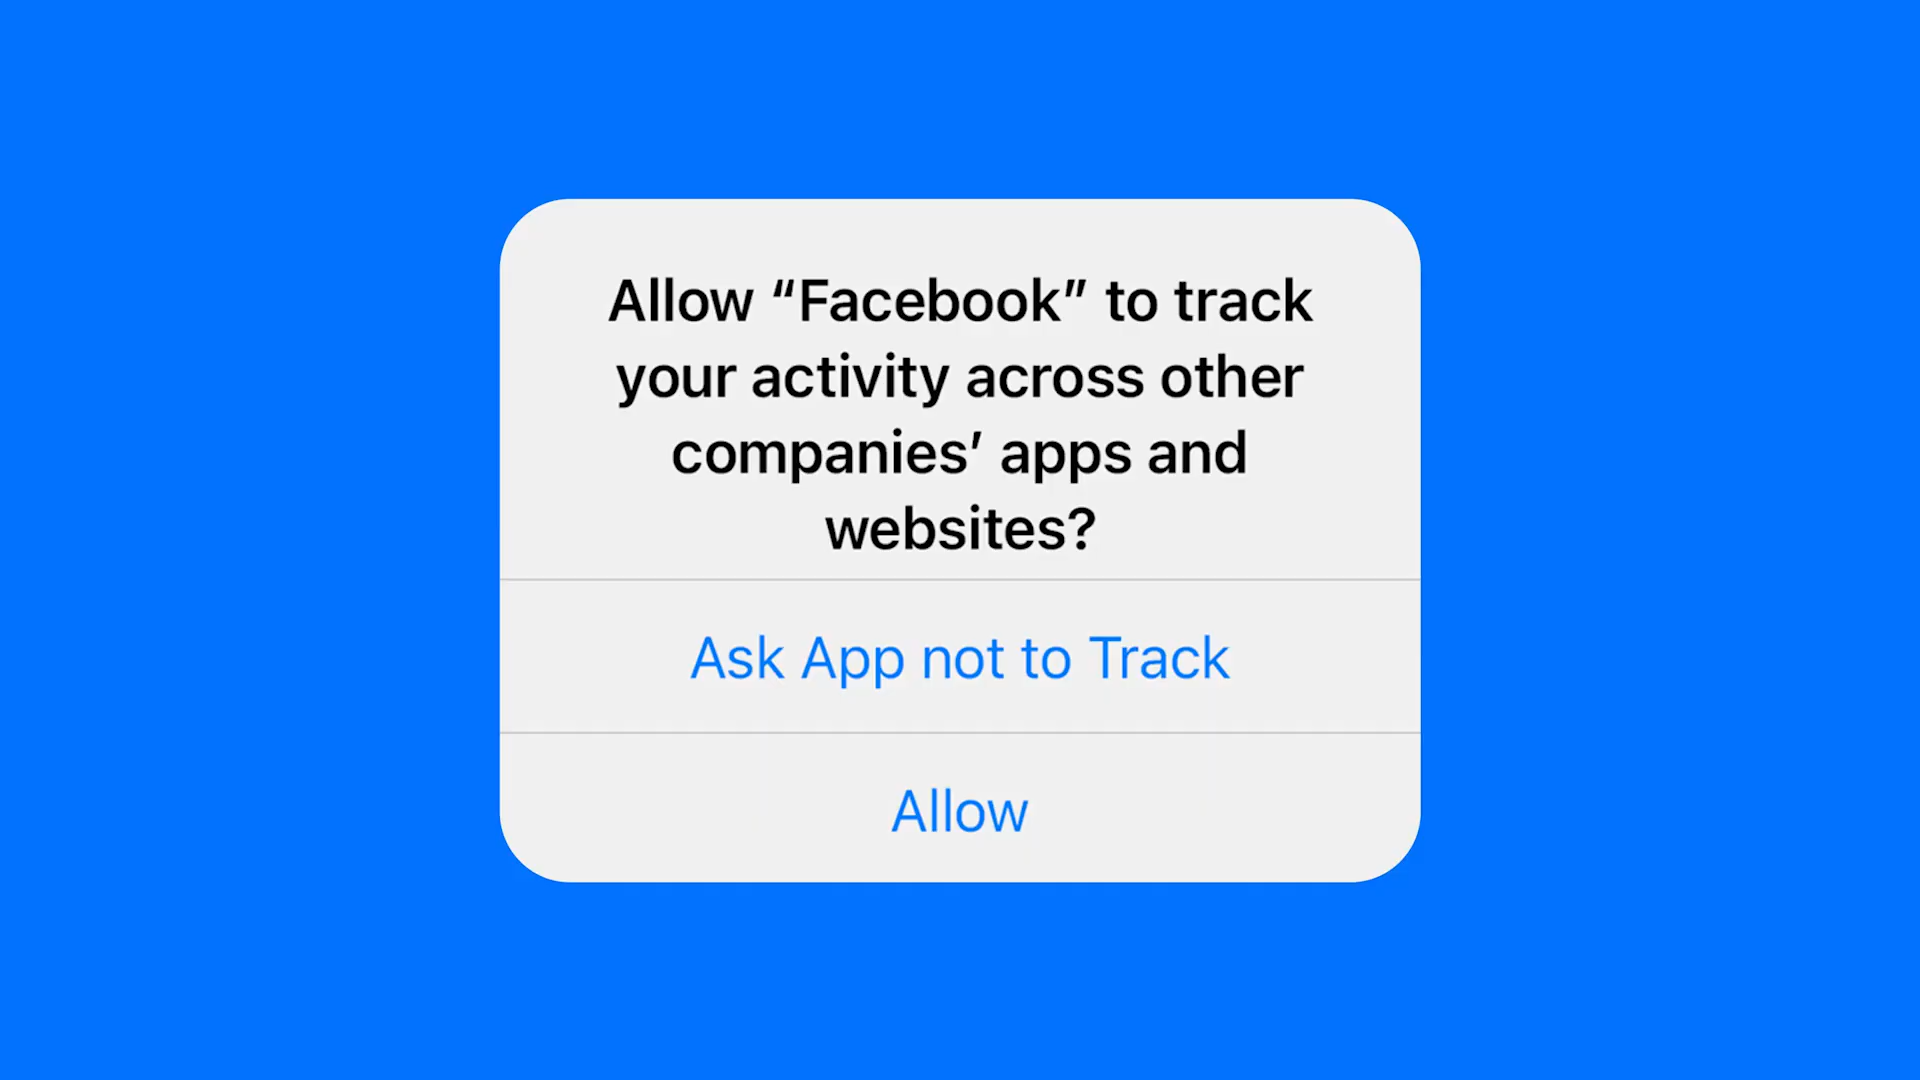 Allow “Facebook” to track
your activity across other
companies’ apps and
websites?
Ask App not to Track
Allow